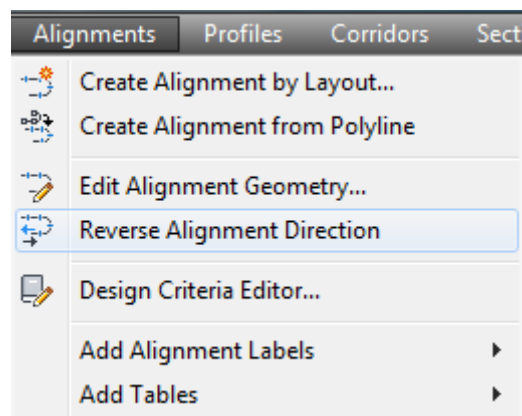 Alignments Profiles Corridors Sect
Create Alignment by Layout...
Create Alignment from Polyline
Edit Alignment Geometry...
Reverse Alignment Direction
Design Criteria Editor...
Add Alignment Labels
Add Tables